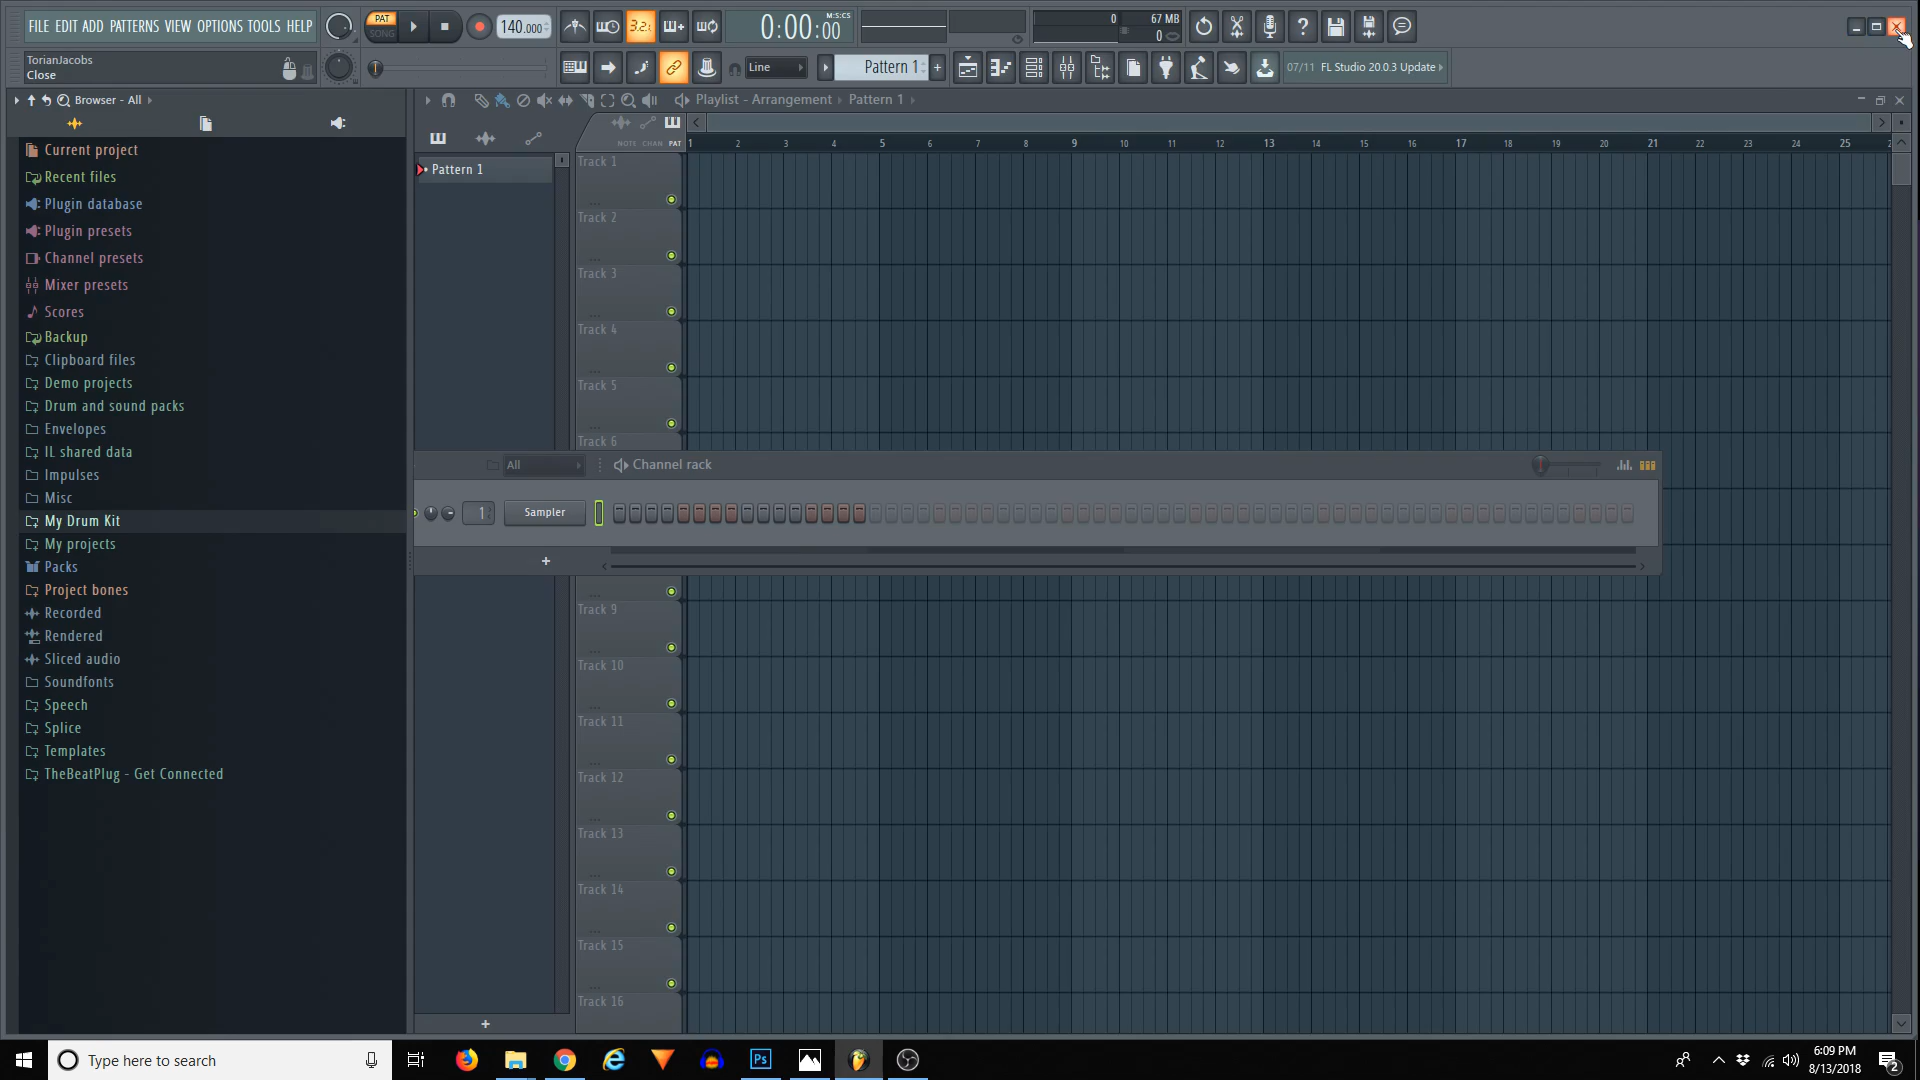 FILE EDIT ADD PATTERNS VIEW OPTIONS TOOLS HELP
PAT
SONG
140.000
3.2.
0:00:00
M:S:CS
0
67 MB
0
TorianJacobs
Close
Line
Pattern 1
+
07/11 FL Studio 20.0.3 Update
Browser - All
Playlist - Arrangement
Pattern 1
NOTE CHAN PAT
1 2 3 4 5 6 7 8 9 10 11 12 13 14 15 16 17 18 19 20 21 22 23 24 25
Current project
Recent files
Plugin database
Plugin presets
Channel presets
Mixer presets
Scores
Backup
Clipboard files
Demo projects
Drum and sound packs
Envelopes
IL shared data
Impulses
Misc
My Drum Kit
My projects
Packs
Project bones
Recorded
Rendered
Sliced audio
Soundfonts
Speech
Splice
Templates
TheBeatPlug - Get Connected
Pattern 1
Track 1
Track 2
Track 3
Track 4
Track 5
Track 6
All
Channel rack
1
Sampler
+
Track 9
Track 10
Track 11
Track 12
Track 13
Track 14
Track 15
Track 16
+
Type here to search
Ps
6:09 PM
8/13/2018
2